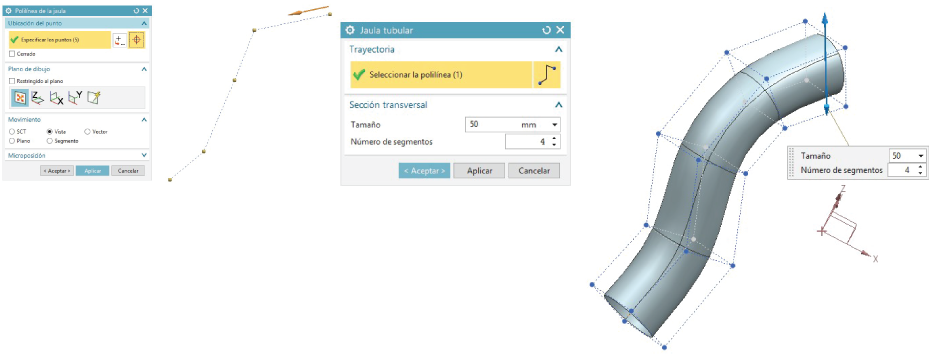 Polilínea de la jaula
Ubicación del punto
Especificar los puntos (5)
Cerrado
Plano de dibujo
Restringido al plano
Z
X
Y
Movimiento
SCT
Vista
Vector
Plano
Segmento
Microposición
< Aceptar >
Aplicar
Cancelar
Jaula tubular
Trayectoria
Seleccionar la polilínea (1)
Sección transversal
Tamaño
50
mm
Número de segmentos
4
< Aceptar >
Aplicar
Cancelar
Tamaño
50
Número de segmentos
4
Z
X